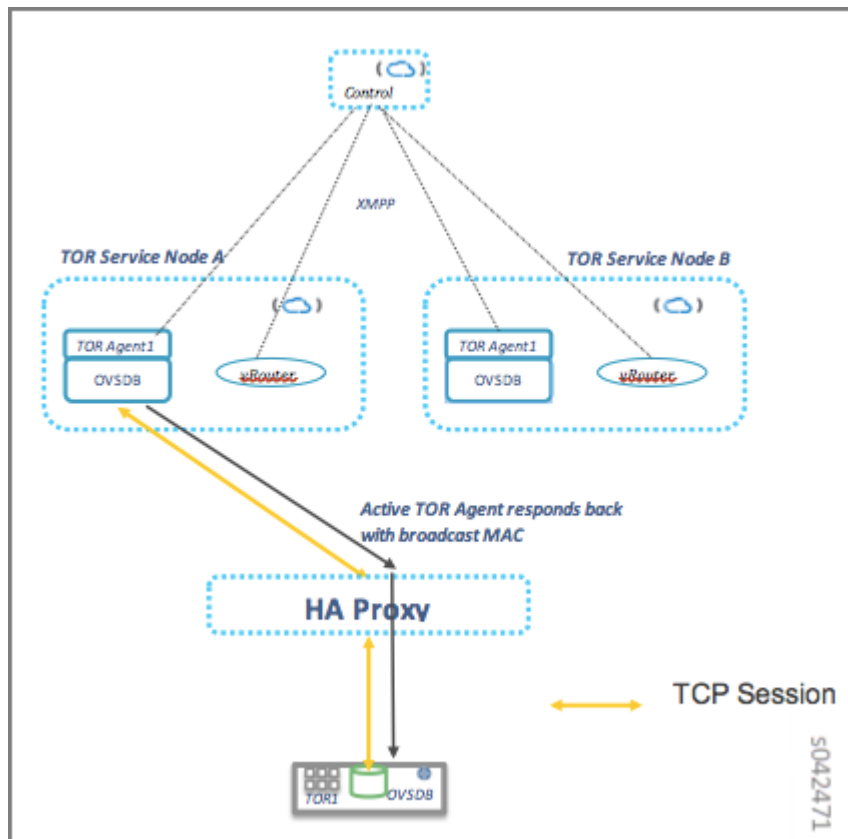 Control
XMPP
TOR Service Node A
TOR Service Node B
TOR Agent1
OVSDB
vRouter
TOR Agent1
OVSDB
vRouter
Active TOR Agent responds back
with broadcast MAC
HA Proxy
TCP Session
TOR1
OVSDB
s042471